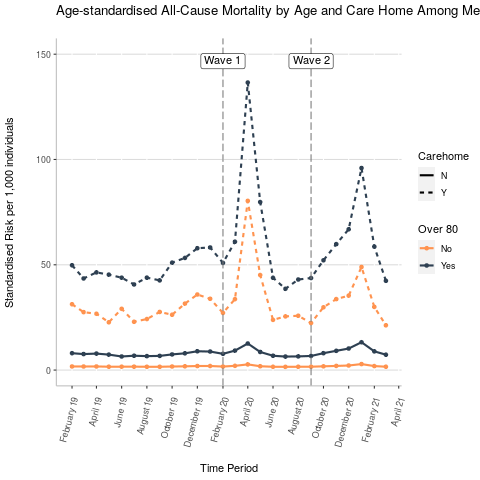 Age-standardised All-Cause Mortality by Age and Care Home Among Me
Standardised Risk per 1,000 individuals
150
100
50
0
Wave 1
Wave 2
February 19
April 19
June 19
August 19
October 19
December 19
February 20
April 20
June 20
August 20
October 20
December 20
February 21
April 21
Time Period
Carehome
N
Y
Over 80
No
Yes